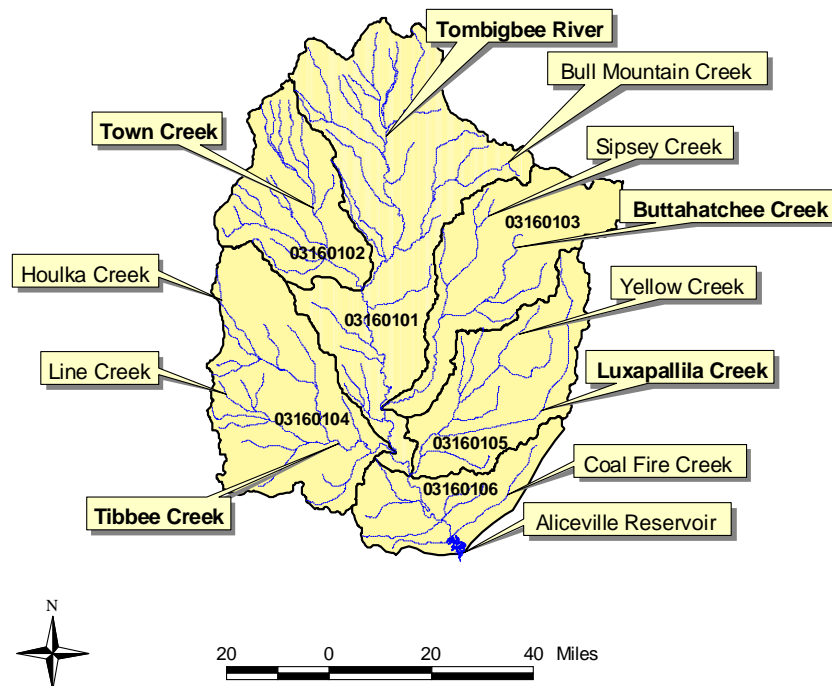 Tombigbee River
Bull Mountain Creek
Town Creek
Sipsey Creek
Buttahatchee Creek
03160103
03160102
Houlka Creek
Yellow Creek
03160101
Line Creek
Luxapallila Creek
03160104
03160105
Coal Fire Creek
03160106
Tibbee Creek
Aliceville Reservoir
N
20 0 20 40 Miles